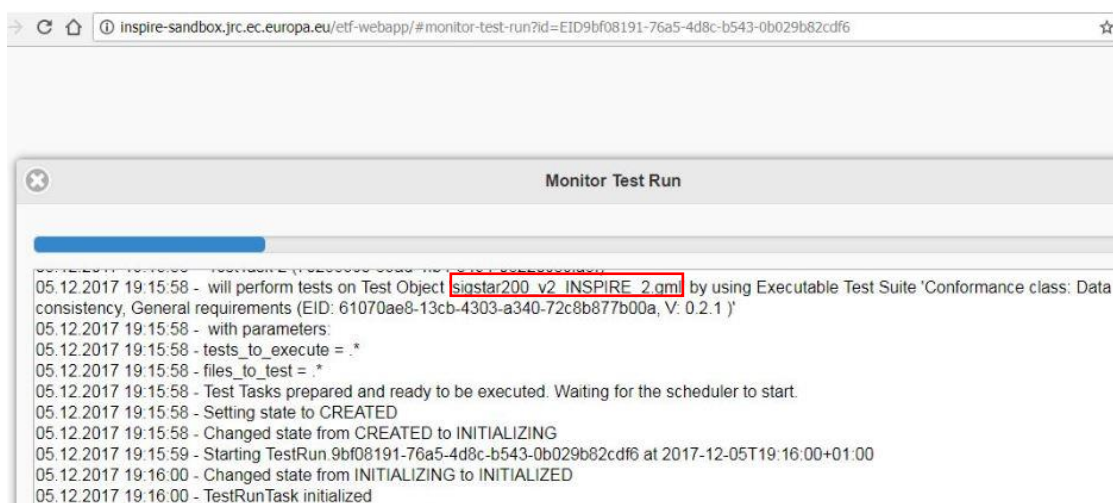 inspire-sandbox.jrc.ec.europa.eu/etf-webapp/#monitor-test-run?id=EID9bf08191-76a5-4d8c-b543-0b029b82cdf6
Monitor Test Run
05.12.2017 19:15:58 - will perform tests on Test Object sigstar200_v2_INSPIRE_2.gml by using Executable Test Suite 'Conformance class: Data
consistency, General requirements (EID: 61070ae8-13cb-4303-a340-72c8b877b00a, V: 0.2.1 )'
05.12.2017 19:15:58 - with parameters:
05.12.2017 19:15:58 - tests_to_execute = .*
05.12.2017 19:15:58 - files_to_test = .*
05.12.2017 19:15:58 - Test Tasks prepared and ready to be executed. Waiting for the scheduler to start.
05.12.2017 19:15:58 - Setting state to CREATED
05.12.2017 19:15:58 - Changed state from CREATED to INITIALIZING
05.12.2017 19:15:59 - Starting TestRun.9bf08191-76a5-4d8c-b543-0b029b82cdf6 at 2017-12-05T19:16:00+01:00
05.12.2017 19:16:00 - Changed state from INITIALIZING to INITIALIZED
05.12.2017 19:16:00 - TestRunTask initialized